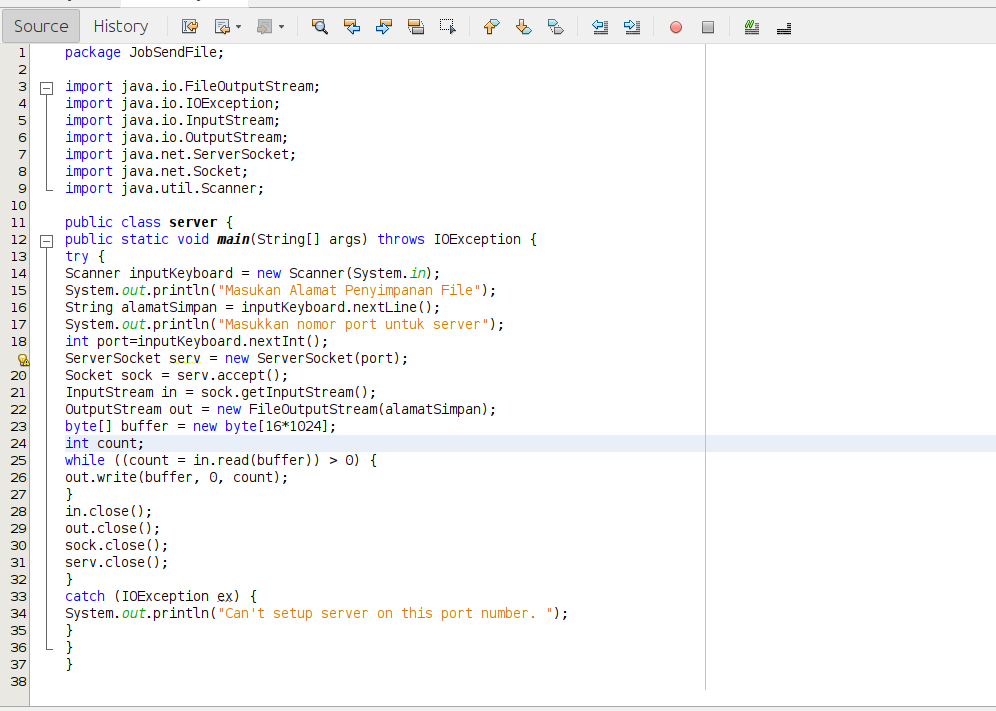 Source History
1 package JobSendFile;
2
3 import java.io.FileOutputStream;
4 import java.io.IOException;
5 import java.io.InputStream;
6 import java.io.OutputStream;
7 import java.net.ServerSocket;
8 import java.net.Socket;
9 import java.util.Scanner;
10
11 public class server {
12 public static void main(String[] args) throws IOException {
13 try {
14 Scanner inputKeyboard = new Scanner(System.in);
15 System.out.println("Masukan Alamat Penyimpanan File");
16 String alamatSimpan = inputKeyboard.nextLine();
17 System.out.println("Masukkan nomor port untuk server");
18 int port=inputKeyboard.nextInt();
ServerSocket serv = new ServerSocket(port);
20 Socket sock = serv.accept();
21 InputStream in = sock.getInputStream();
22 OutputStream out = new FileOutputStream(alamatSimpan);
23 byte[] buffer = new byte[16*1024];
24 int count;
25 while ((count = in.read(buffer)) > 0) {
26 out.write(buffer, 0, count);
27 }
28 in.close();
29 out.close();
30 sock.close();
31 serv.close();
32 }
33 catch (IOException ex) {
34 System.out.println("Can't setup server on this port number. ");
35 }
36 }
37 }
38